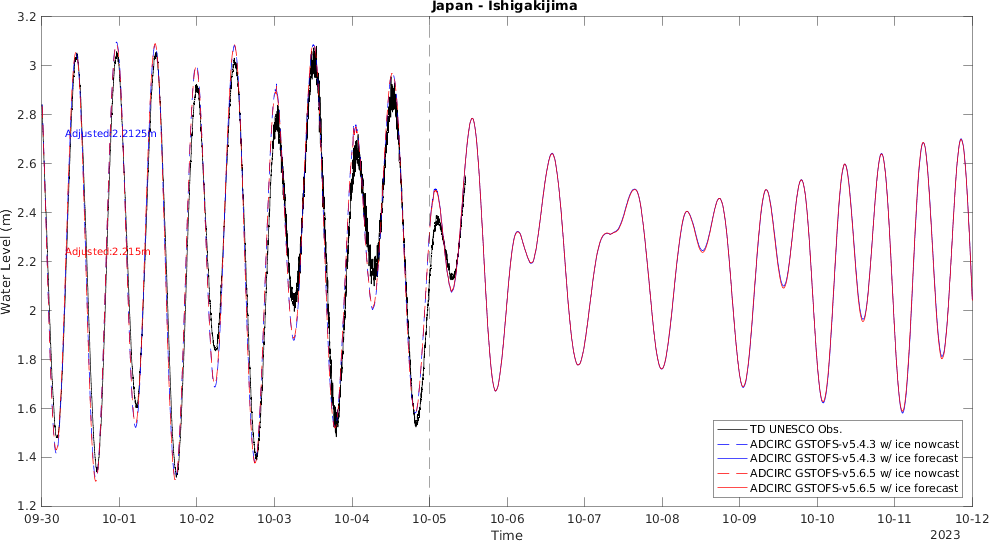 Japan - Ishigakijima
3.2
3
2.8
2.6
2.4
2.2
2
1.8
1.6
1.4
1.2
Water Level (m)
Adjusted:2.2125m
Adjusted:2.215m
TD UNESCO Obs.
ADCIRC GSTOFS-v5.4.3 w/ ice nowcast
ADCIRC GSTOFS-v5.4.3 w/ ice forecast
ADCIRC GSTOFS-v5.6.5 w/ ice nowcast
ADCIRC GSTOFS-v5.6.5 w/ ice forecast
09-30 10-01 10-02 10-03 10-04 10-05 10-06 10-07 10-08 10-09 10-10 10-11 10-12
Time
2023